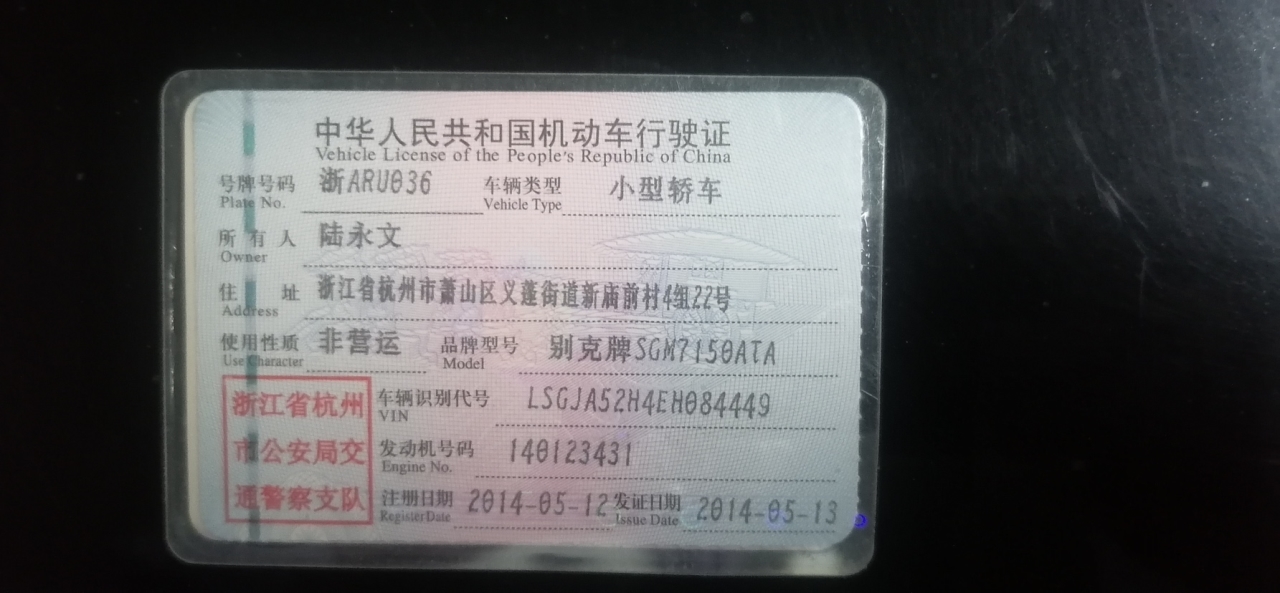 中华人民共和国机动车行驶证
Vehicle License of the People's Republic of China
号牌号码 浙ARU036 车辆类型 小型轿车
Plate No. Vehicle Type
所有人 陆永文
Owner
住址 浙江省杭州市萧山区义蓬街道新庙前村4组22号
Address
使用性质 非营运 品牌型号 别克牌SGM7150ATA
Use Character Model
浙江省杭州 车辆识别代号 LSGJA52H4EH084449
VIN
市公安局交 发动机号码 140123431
Engine No.
通警察支队 注册日期 2014-05-12 发证日期 2014-05-13
Register Date Issue Date